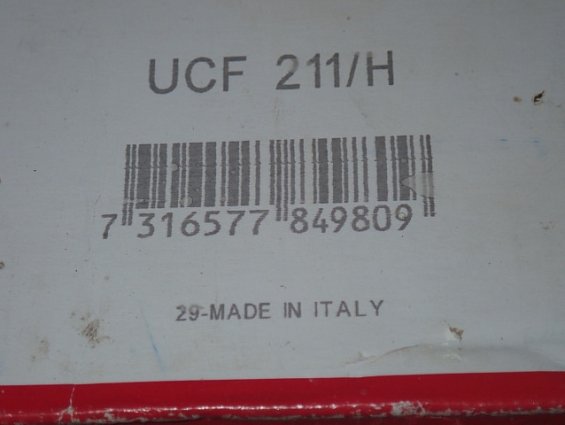 UCF 211/H
7 316577 849809
29-MADE IN ITALY